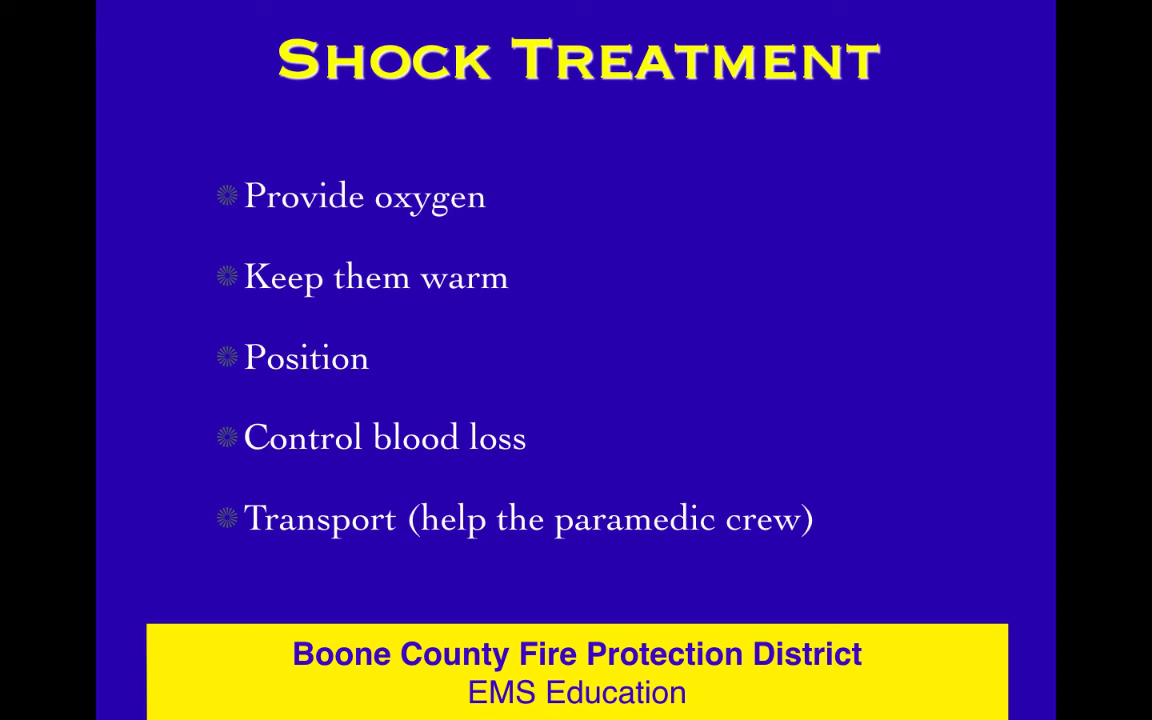 Shock Treatment
Provide oxygen
Keep them warm
Position
Control blood loss
Transport (help the paramedic crew)
Boone County Fire Protection District
EMS Education